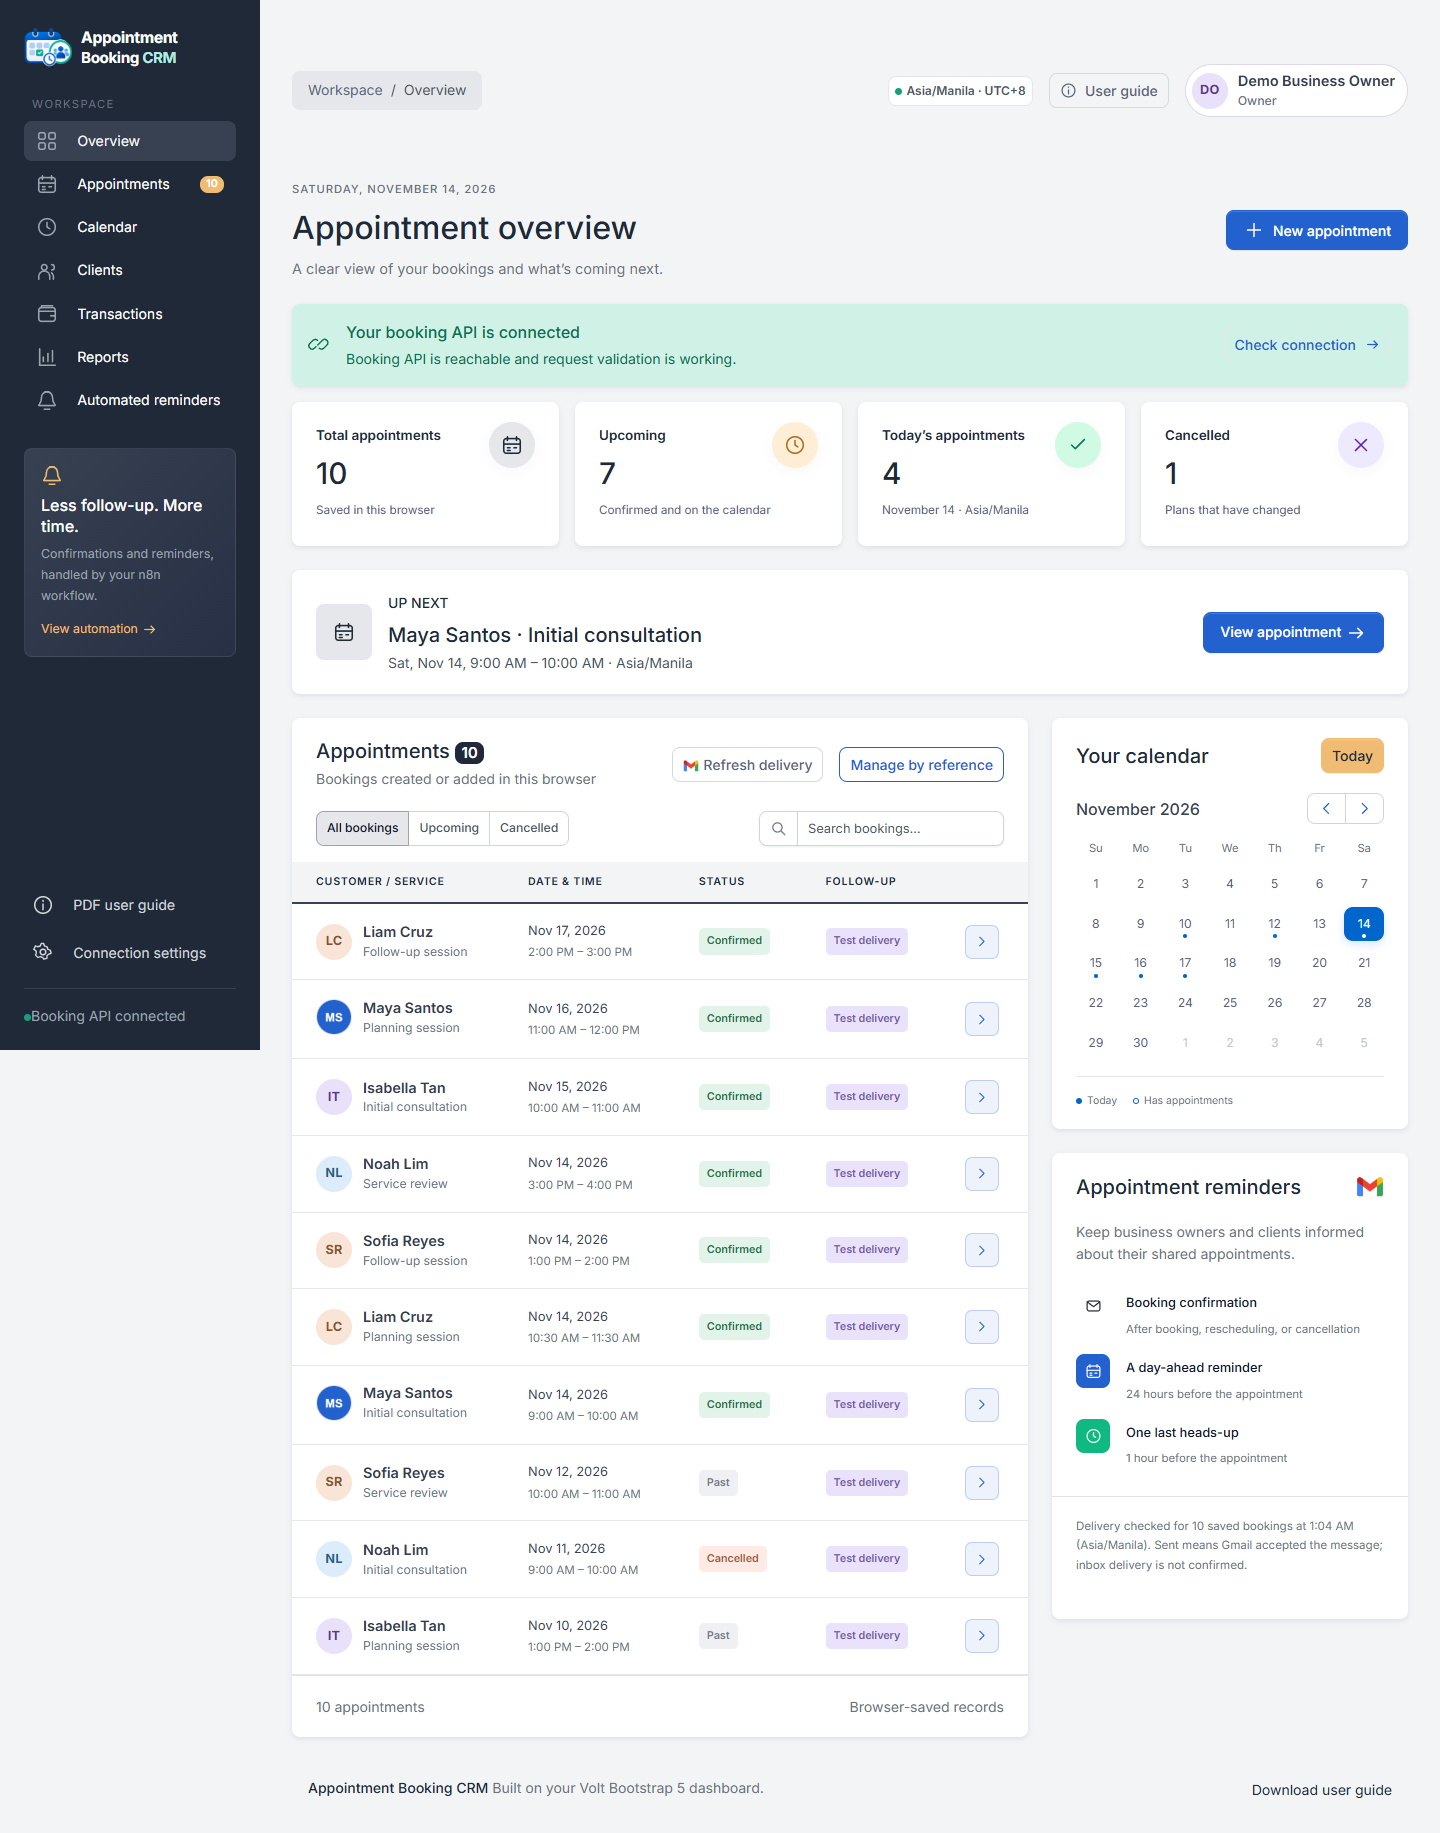 Appointment
Booking CRM
WORKSPACE
Overview
Appointments 10
Calendar
Clients
Transactions
Reports
Automated reminders
Less follow-up. More
time.
Confirmations and reminders,
handled by your n8n
workflow.
View automation →
PDF user guide
Connection settings
Booking API connected
Workspace / Overview
Asia/Manila · UTC+8
User guide
DO
Demo Business Owner
Owner
SATURDAY, NOVEMBER 14, 2026
Appointment overview
A clear view of your bookings and what's coming next.
New appointment
Your booking API is connected
Booking API is reachable and request validation is working.
Check connection →
Total appointments
10
Saved in this browser
Upcoming
7
Confirmed and on the calendar
Today's appointments
4
November 14 · Asia/Manila
Cancelled
1
Plans that have changed
UP NEXT
Maya Santos · Initial consultation
Sat, Nov 14, 9:00 AM – 10:00 AM · Asia/Manila
View appointment →
Appointments 10
Bookings created or added in this browser
Refresh delivery
Manage by reference
All bookings Upcoming Cancelled
Search bookings...
CUSTOMER / SERVICE DATE & TIME STATUS FOLLOW-UP
LC Liam Cruz Nov 17, 2026 Confirmed Test delivery
Follow-up session 2:00 PM – 3:00 PM
MS Maya Santos Nov 16, 2026 Confirmed Test delivery
Planning session 11:00 AM – 12:00 PM
IT Isabella Tan Nov 15, 2026 Confirmed Test delivery
Initial consultation 10:00 AM – 11:00 AM
NL Noah Lim Nov 14, 2026 Confirmed Test delivery
Service review 3:00 PM – 4:00 PM
SR Sofia Reyes Nov 14, 2026 Confirmed Test delivery
Follow-up session 1:00 PM – 2:00 PM
LC Liam Cruz Nov 14, 2026 Confirmed Test delivery
Planning session 10:30 AM – 11:30 AM
MS Maya Santos Nov 14, 2026 Confirmed Test delivery
Initial consultation 9:00 AM – 10:00 AM
SR Sofia Reyes Nov 12, 2026 Past Test delivery
Service review 10:00 AM – 11:00 AM
NL Noah Lim Nov 11, 2026 Cancelled Test delivery
Initial consultation 9:00 AM – 10:00 AM
IT Isabella Tan Nov 10, 2026 Past Test delivery
Planning session 1:00 PM – 2:00 PM
10 appointments Browser-saved records
Your calendar
Today
November 2026
Su Mo Tu We Th Fr Sa
1 2 3 4 5 6 7
8 9 10 11 12 13 14
15 16 17 18 19 20 21
22 23 24 25 26 27 28
29 30 1 2 3 4 5
Today Has appointments
Appointment reminders
Keep business owners and clients informed
about their shared appointments.
Booking confirmation
After booking, rescheduling, or cancellation
A day-ahead reminder
24 hours before the appointment
One last heads-up
1 hour before the appointment
Delivery checked for 10 saved bookings at 1:04 AM
(Asia/Manila). Sent means Gmail accepted the message;
inbox delivery is not confirmed.
Appointment Booking CRM Built on your Volt Bootstrap 5 dashboard.
Download user guide